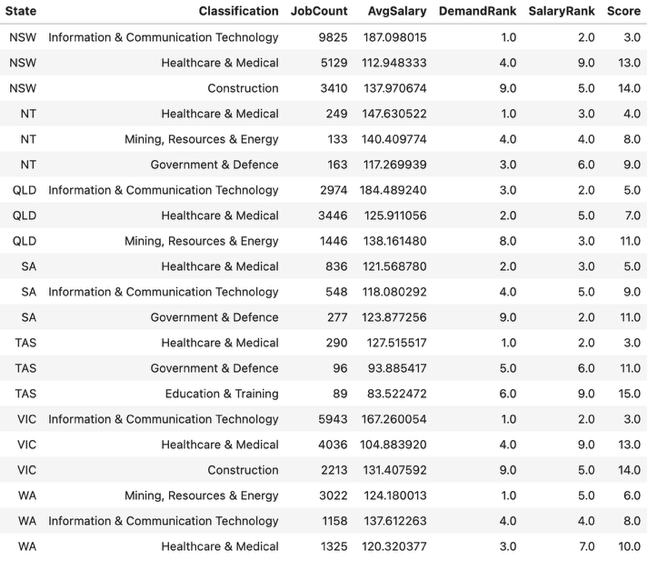 State Classification JobCount AvgSalary DemandRank SalaryRank Score
NSW Information & Communication Technology 9825 187.098015 1.0 2.0 3.0
NSW Healthcare & Medical 5129 112.948333 4.0 9.0 13.0
NSW Construction 3410 137.970674 9.0 5.0 14.0
NT Healthcare & Medical 249 147.630522 1.0 3.0 4.0
NT Mining, Resources & Energy 133 140.409774 4.0 4.0 8.0
NT Government & Defence 163 117.269939 3.0 6.0 9.0
QLD Information & Communication Technology 2974 184.489240 3.0 2.0 5.0
QLD Healthcare & Medical 3446 125.911056 2.0 5.0 7.0
QLD Mining, Resources & Energy 1446 138.161480 8.0 3.0 11.0
SA Healthcare & Medical 836 121.568780 2.0 3.0 5.0
SA Information & Communication Technology 548 118.080292 4.0 5.0 9.0
SA Government & Defence 277 123.877256 9.0 2.0 11.0
TAS Healthcare & Medical 290 127.515517 1.0 2.0 3.0
TAS Government & Defence 96 93.885417 5.0 6.0 11.0
TAS Education & Training 89 83.522472 6.0 9.0 15.0
VIC Information & Communication Technology 5943 167.260054 1.0 2.0 3.0
VIC Healthcare & Medical 4036 104.883920 4.0 9.0 13.0
VIC Construction 2213 131.407592 9.0 5.0 14.0
WA Mining, Resources & Energy 3022 124.180013 1.0 5.0 6.0
WA Information & Communication Technology 1158 137.612263 4.0 4.0 8.0
WA Healthcare & Medical 1325 120.320377 3.0 7.0 10.0